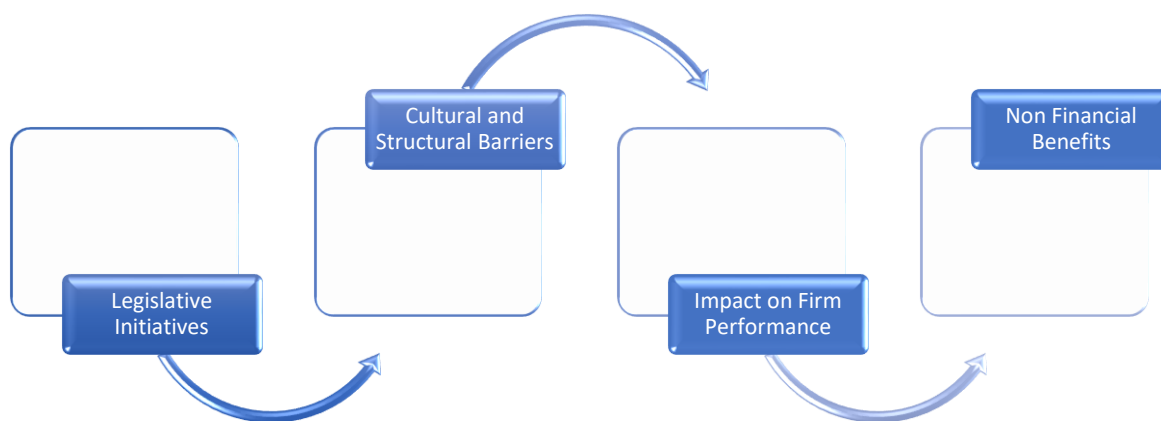 Legislative
Initiatives
Cultural and
Structural Barriers
Impact on Firm
Performance
Non Financial
Benefits